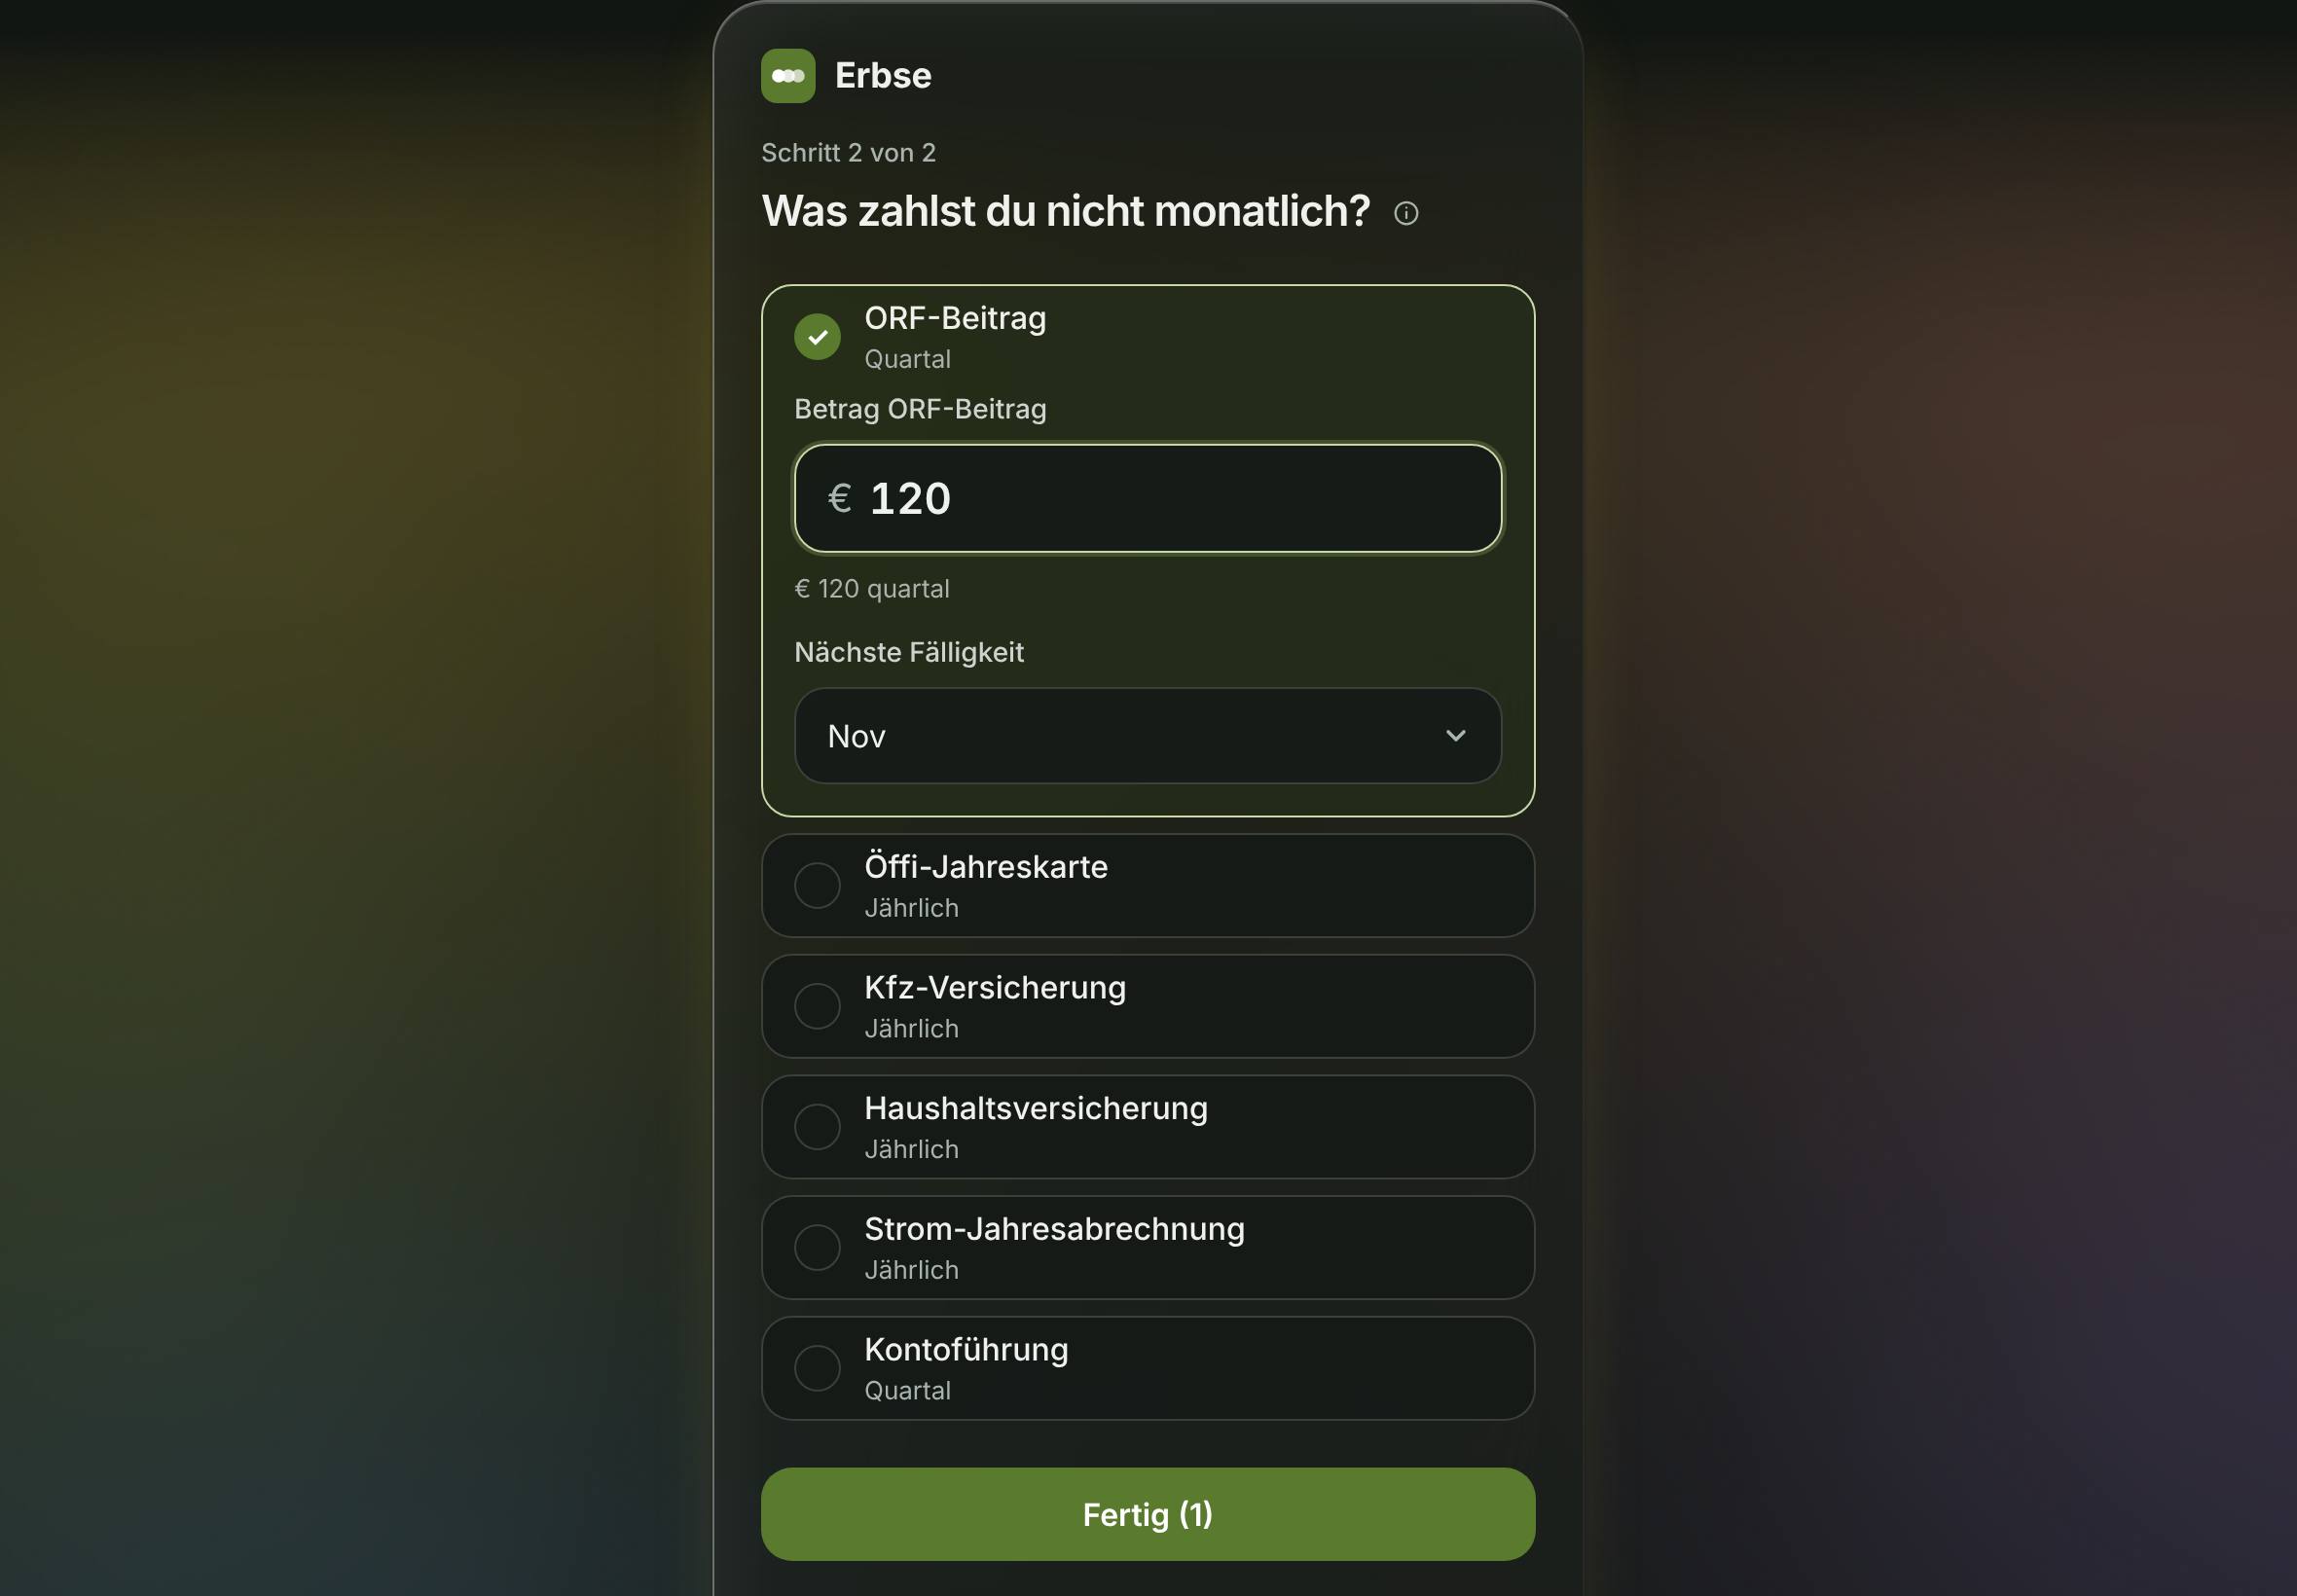 Erbse
Schritt 2 von 2
Was zahlst du nicht monatlich?
ORF-Beitrag
Quartal
Betrag ORF-Beitrag
€ 120
€ 120 quartal
Nächste Fälligkeit
Nov
Öffi-Jahreskarte
Jährlich
Kfz-Versicherung
Jährlich
Haushaltsversicherung
Jährlich
Strom-Jahresabrechnung
Jährlich
Kontoführung
Quartal
Fertig (1)